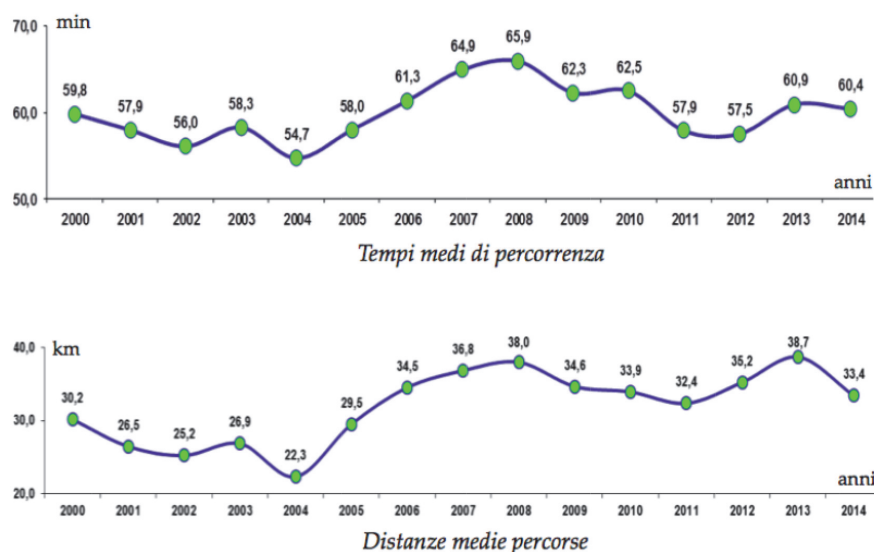 70,0 min
59,8 57,9 56,0 58,3 54,7 58,0 61,3 64,9 65,9 62,3 62,5 57,9 57,5 60,9 60,4
60,0
50,0 anni
2000 2001 2002 2003 2004 2005 2006 2007 2008 2009 2010 2011 2012 2013 2014
Tempi medi di percorrenza
40,0 km
30,2 26,5 25,2 26,9 22,3 29,5 34,5 36,8 38,0 34,6 33,9 32,4 35,2 38,7 33,4
30,0
20,0 anni
2000 2001 2002 2003 2004 2005 2006 2007 2008 2009 2010 2011 2012 2013 2014
Distanze medie percorse